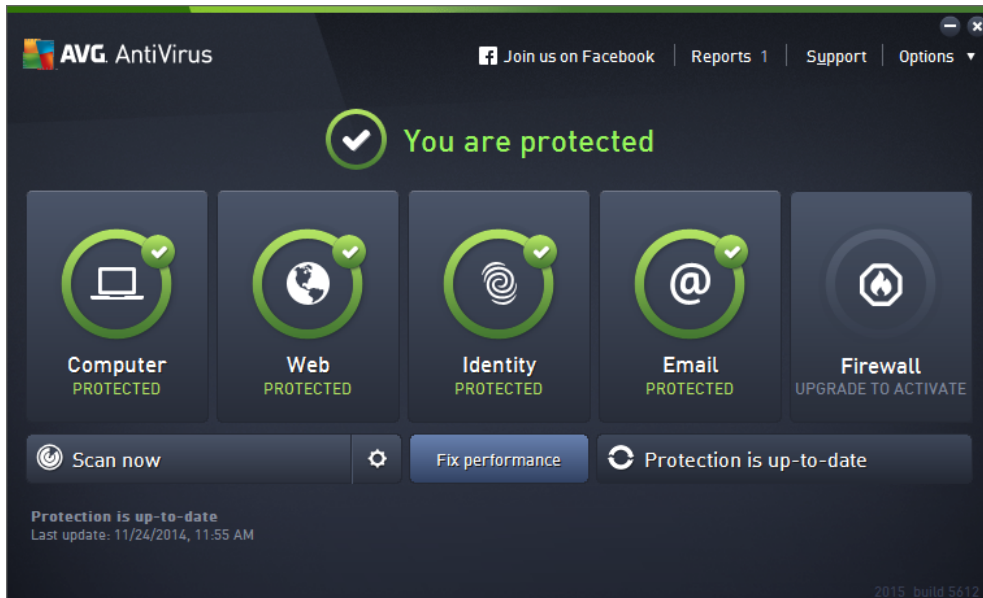 AVG AntiVirus
Join us on Facebook
Reports 1
Support
Options
You are protected
Computer
PROTECTED
Web
PROTECTED
Identity
PROTECTED
@
Email
PROTECTED
Firewall
UPGRADE TO ACTIVATE
Scan now
Fix performance
Protection is up-to-date
Protection is up-to-date
Last update: 11/24/2014, 11:55 AM
2015 build 5612